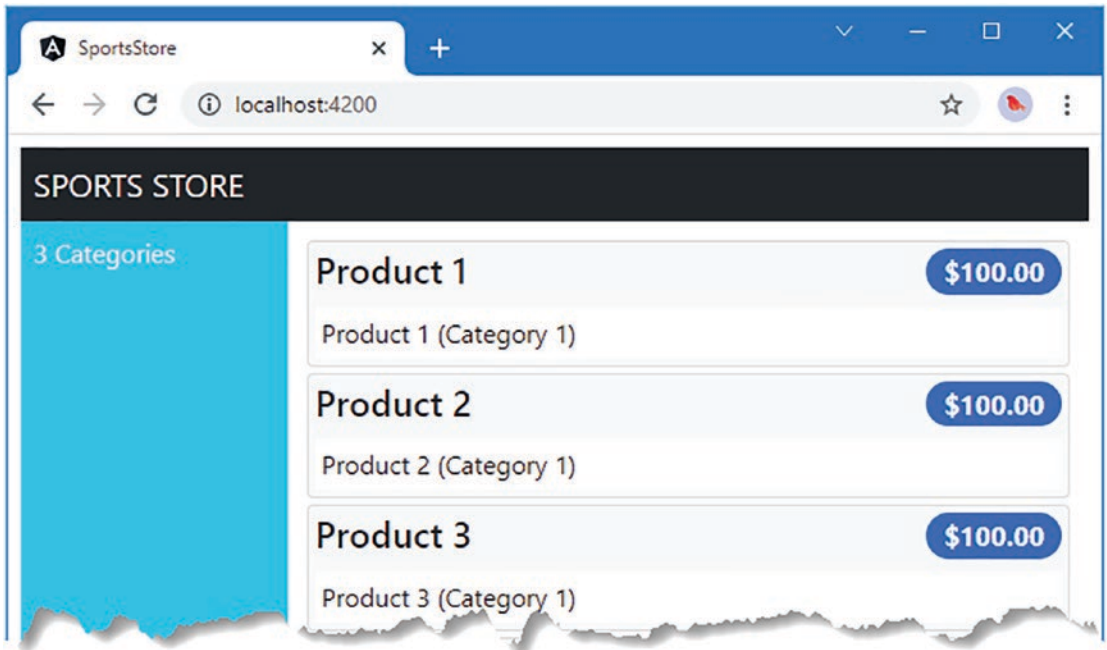 SportsStore
localhost:4200
SPORTS STORE
3 Categories
Product 1
$100.00
Product 1 (Category 1)
Product 2
$100.00
Product 2 (Category 1)
Product 3
$100.00
Product 3 (Category 1)